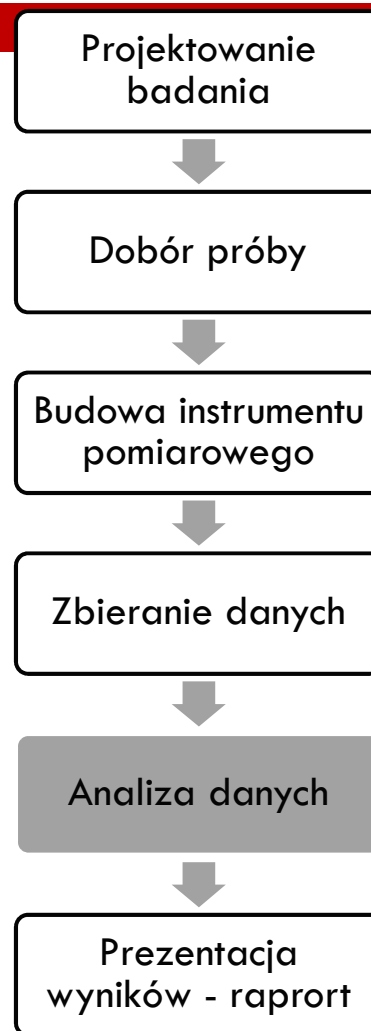 Projektowanie
badania
Dobór próby
Budowa instrumentu
pomiarowego
Zbieranie danych
Analiza danych
Prezentacja
wyników - raprort